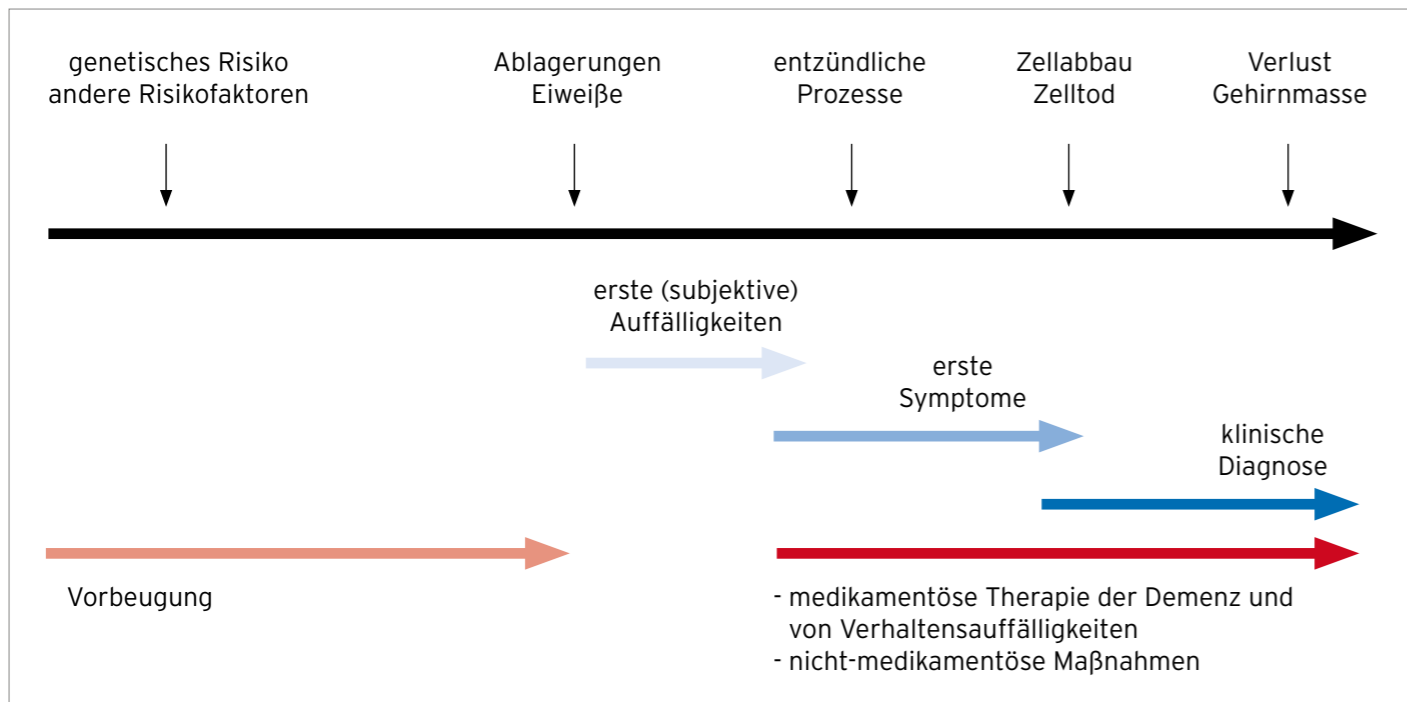 genetisches Risiko
andere Risikofaktoren
Ablagerungen
Eiweiße
entzündliche
Prozesse
Zellabbau
Zelltod
Verlust
Gehirnmasse
erste (subjektive)
Auffälligkeiten
erste
Symptome
klinische
Diagnose
Vorbeugung
- medikamentöse Therapie der Demenz und
von Verhaltensauffälligkeiten
- nicht-medikamentöse Maßnahmen